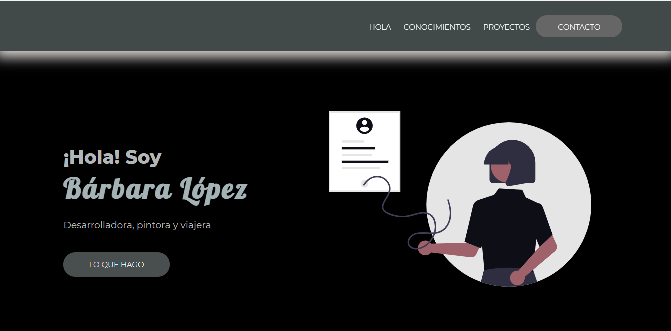 HOLA CONOCIMIENTOS PROYECTOS CONTACTO
¡Hola! Soy
Bárbara López
Desarrolladora, pintora y viajera
LO QUE HAGO